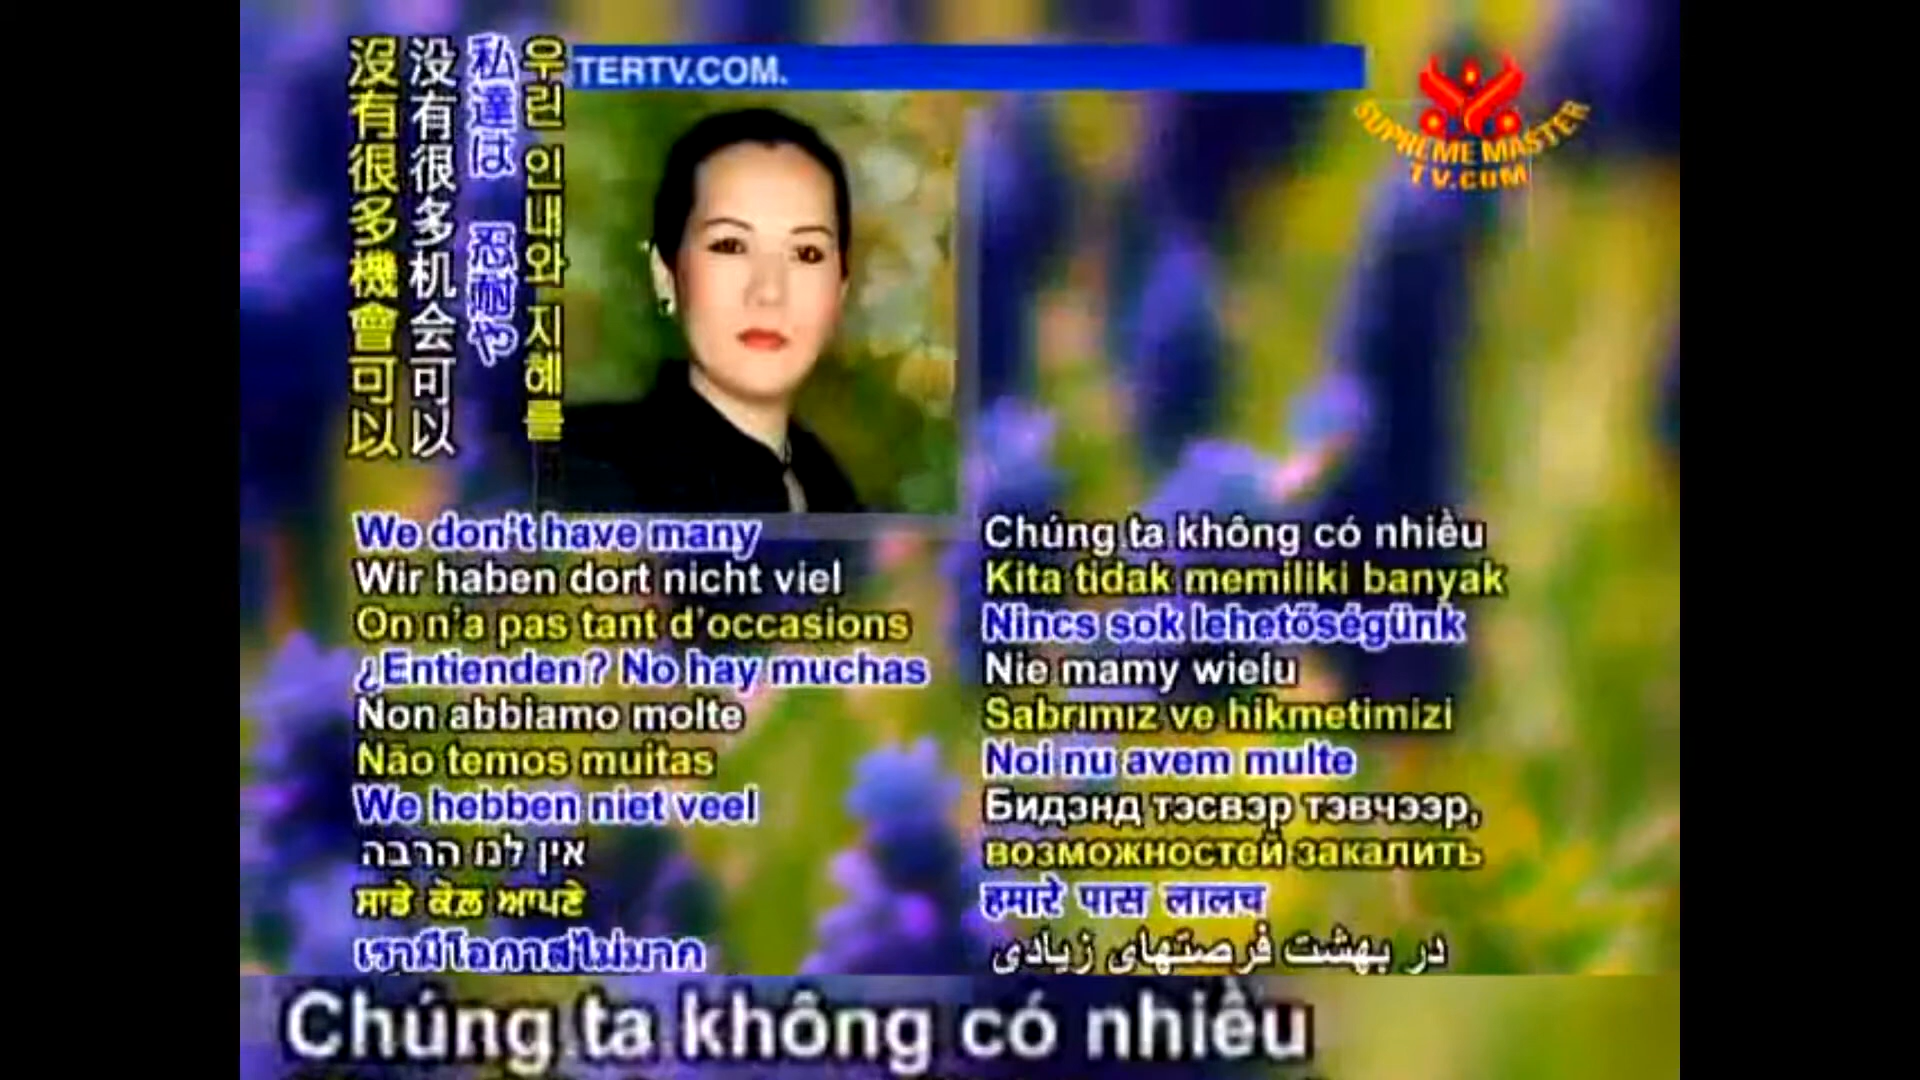 沒有很多機會可以
没有很多机会可以
私達は 忍耐や
우린 인내와 지혜를
TERTV.COM.
SUPREME MASTER
TV.COM
We don't have many
Wir haben dort nicht viel
On n'a pas tant d'occasions
¿Entienden? No hay muchas
Non abbiamo molte
Não temos muitas
We hebben niet veel
אין לנו הרבה
ਸਾਡੇ ਕੋਲ ਆਪਣੇ
เรามีโอกาสไม่มาก
Chúng ta không có nhiều
Kita tidak memiliki banyak
Nincs sok lehetőségünk
Nie mamy wielu
Sabrımız ve hikmetimizi
Noi nu avem multe
Бидэнд тэсвэр тэвчээр,
возможностей закалить
हमारे पास लालच
در بهشت فرصتهای زیادی
Chúng ta không có nhiều